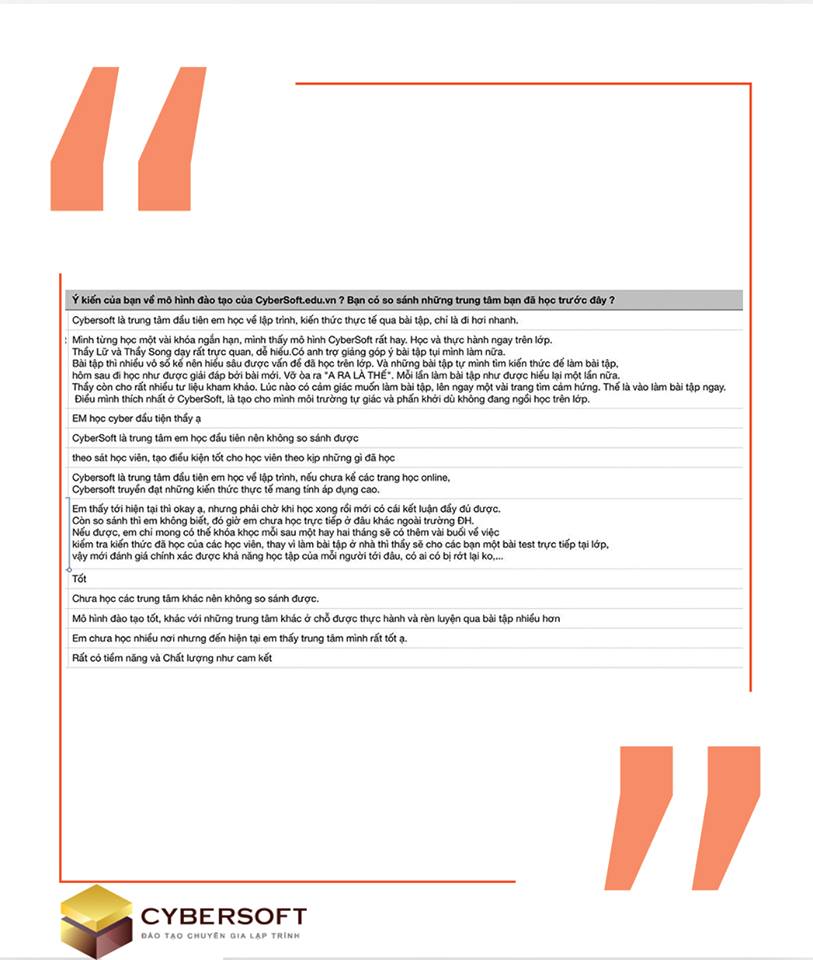 Ý kiến của bạn về mô hình đào tạo của CyberSoft.edu.vn ? Bạn có so sánh những trung tâm bạn đã học trước đây ?
Cybersoft là trung tâm đầu tiên em học về lập trình, kiến thức thực tế qua bài tập, chỉ là đi hơi nhanh.
Mình từng học một vài khóa ngắn hạn, mình thấy mô hình CyberSoft rất hay. Học và thực hành ngay trên lớp.
Thầy Lữ và Thầy Song dạy rất trực quan, dễ hiểu.Có anh trợ giảng góp ý bài tập tụi mình làm nữa.
Bài tập thì nhiều vô số kể nên hiểu sâu được vấn đề đã học trên lớp. Và những bài tập tự mình tìm kiến thức để làm bài tập,
hôm sau đi học như được giải đáp bởi bài mới. Vỡ òa ra "A RA LÀ THẾ". Mỗi lần làm bài tập như được hiểu lại một lần nữa.
Thầy còn cho rất nhiều tư liệu kham khảo. Lúc nào có cảm giác muốn làm bài tập, lên ngay một vài trang tìm cảm hứng. Thế là vào làm bài tập ngay.
Điều mình thích nhất ở CyberSoft, là tạo cho mình môi trường tự giác và phấn khởi dù không đang ngồi học trên lớp.
EM học cyber đầu tiện thầy ạ
CyberSoft là trung tâm em học đầu tiên nên không so sánh được
theo sát học viên, tạo điều kiện tốt cho học viên theo kịp những gì đã học
Cybersoft là trung tâm đầu tiên em học về lập trình, nếu chưa kể các trang học online,
Cybersoft truyền đạt những kiến thức thực tế mang tính áp dụng cao.
Em thấy tới hiện tại thì okay ạ, nhưng phải chờ khi học xong rồi mới có cái kết luận đầy đủ được.
Còn so sánh thì em không biết, đó giờ em chưa học trực tiếp ở đâu khác ngoài trường ĐH.
Nếu được, em chỉ mong có thể khóa khọc mỗi sau một hay hai tháng sẽ có thêm vài buổi về việc
kiểm tra kiến thức đã học của các học viên, thay vì làm bài tập ở nhà thì thầy sẽ cho các bạn một bài test trực tiếp tại lớp,
vậy mới đánh giá chính xác được khả năng học tập của mỗi người tới đâu, có ai có bị rớt lại ko,...
Tốt
Chưa học các trung tâm khác nên không so sánh được.
Mô hình đào tạo tốt, khác với những trung tâm khác ở chỗ được thực hành và rèn luyện qua bài tập nhiều hơn
Em chưa học nhiều nơi nhưng đến hiện tại em thấy trung tâm mình rất tốt ạ.
Rất có tiềm năng và Chất lượng như cam kết
CYBERSOFT
ĐÀO TẠO CHUYÊN GIA LẬP TRÌNH